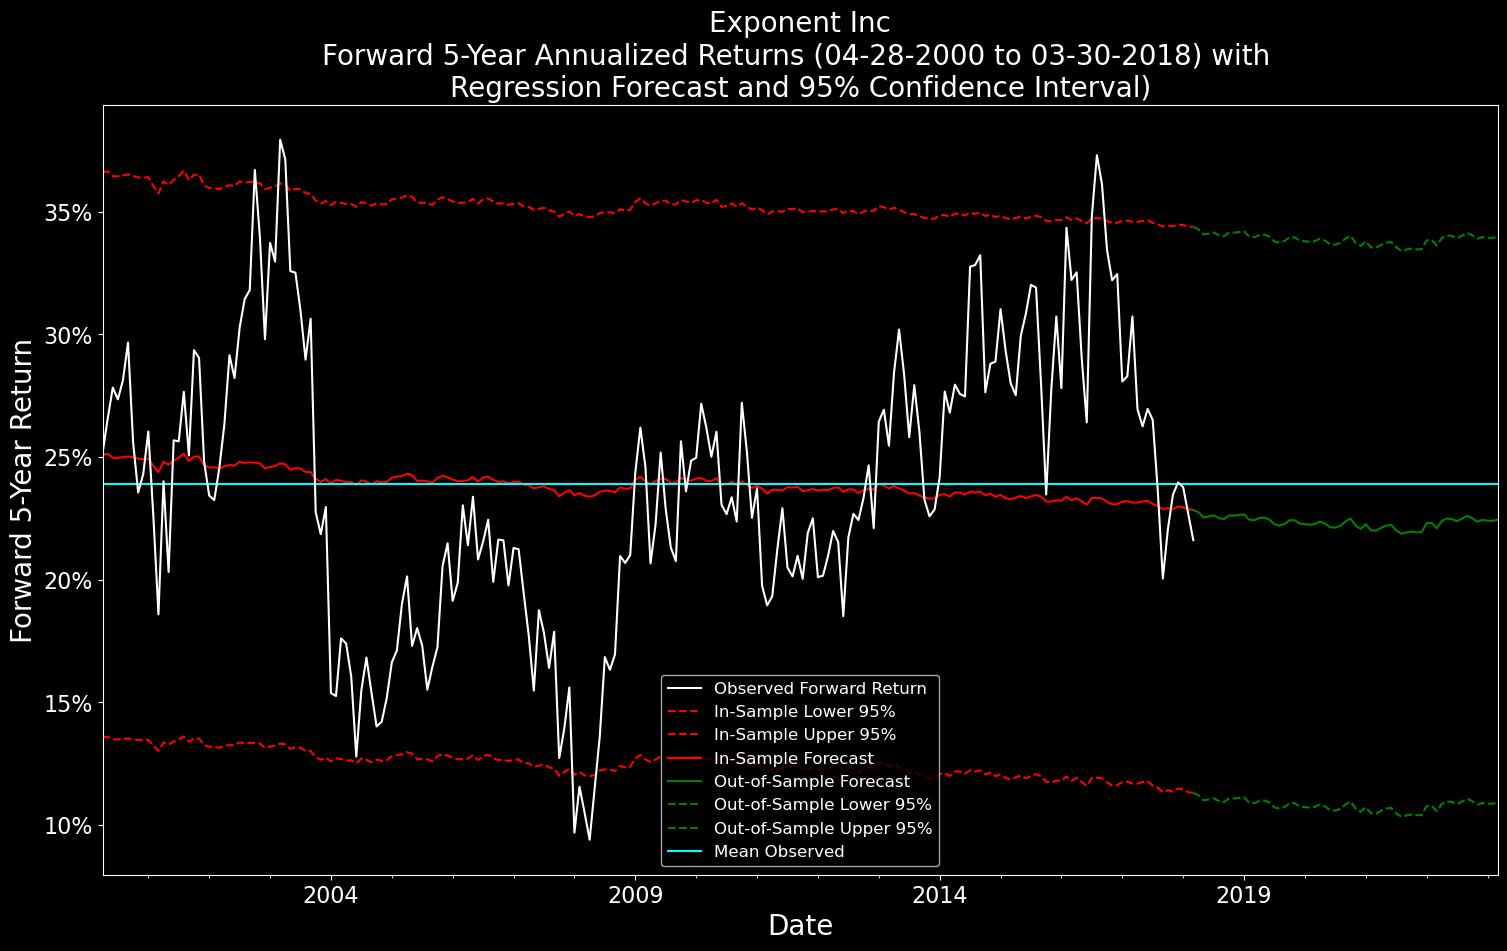 Exponent Inc
Forward 5-Year Annualized Returns (04-28-2000 to 03-30-2018) with
Regression Forecast and 95% Confidence Interval)
Forward 5-Year Return
35%
30%
25%
20%
15%
10%
Observed Forward Return
In-Sample Lower 95%
In-Sample Upper 95%
In-Sample Forecast
Out-of-Sample Forecast
Out-of-Sample Lower 95%
Out-of-Sample Upper 95%
Mean Observed
2004 2009 2014 2019
Date